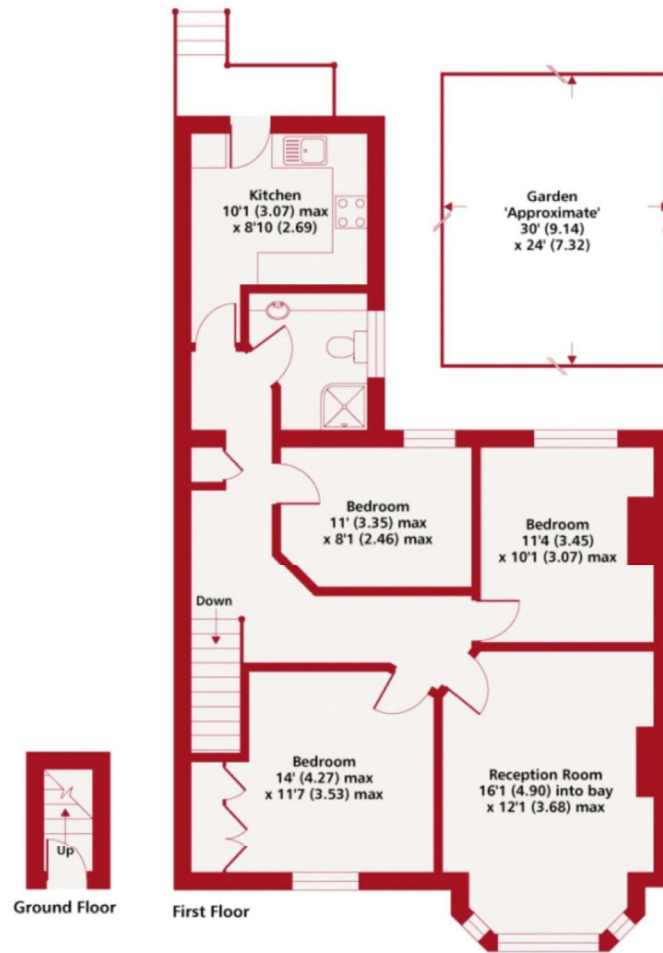 Kitchen
10'1 (3.07) max
x 8'10 (2.69)
Garden
'Approximate'
30' (9.14)
x 24' (7.32)
Bedroom
11' (3.35) max
x 8'1 (2.46) max
Bedroom
11'4 (3.45)
x 10'1 (3.07) max
Down
Bedroom
14' (4.27) max
x 11'7 (3.53) max
Reception Room
16'1 (4.90) into bay
x 12'1 (3.68) max
Up
Ground Floor
First Floor